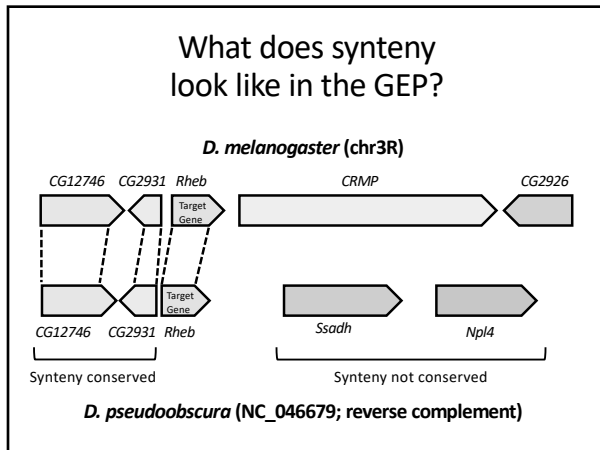 What does synteny
look like in the GEP?
D. melanogaster (chr3R)
CG12746 CG2931 Rheb CRMP CG2926
Target
Gene
Target
Gene
CG12746 CG2931 Rheb Ssadh Npl4
Synteny conserved Synteny not conserved
D. pseudoobscura (NC_046679; reverse complement)